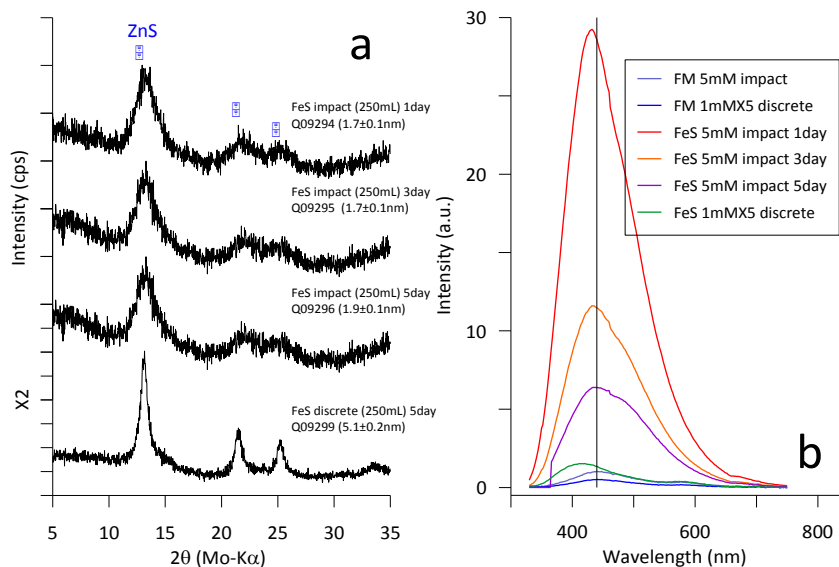 ZnS
a
FeS impact (250mL) 1day
Q09294 (1.7±0.1nm)
FeS impact (250mL) 3day
Q09295 (1.7±0.1nm)
FeS impact (250mL) 5day
Q09296 (1.9±0.1nm)
FeS discrete (250mL) 5day
Q09299 (5.1±0.2nm)
Intensity (cps)
X2
5 10 15 20 25 30 35
2θ (Mo-Kα)
30
20
10
0
Intensity (a.u.)
FM 5mM impact
FM 1mMX5 discrete
FeS 5mM impact 1day
FeS 5mM impact 3day
FeS 5mM impact 5day
FeS 1mMX5 discrete
b
400 600 800
Wavelength (nm)